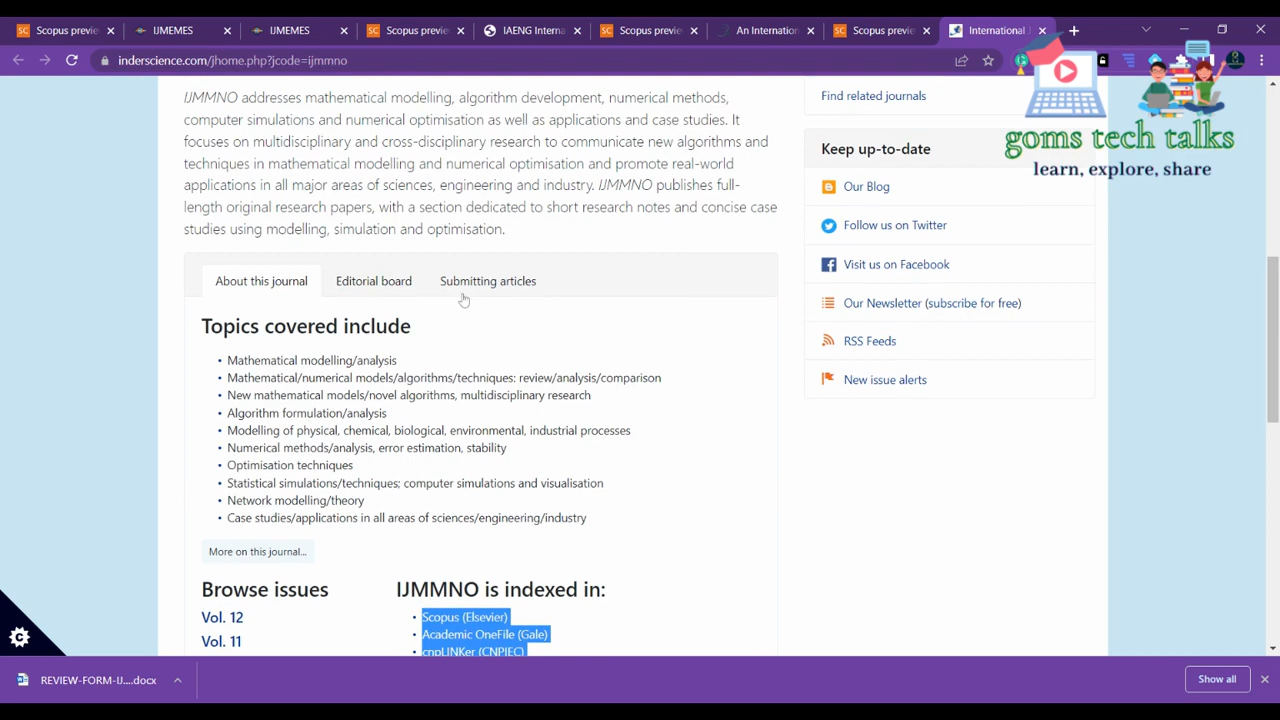 Scopus previe
IJMEMES
IJMEMES
Scopus previe
IAENG Interna
Scopus previe
An Internation
Scopus previe
International J
inderscience.com/jhome.php?jcode=ijmmno
IJMMNO addresses mathematical modelling, algorithm development, numerical methods,
computer simulations and numerical optimisation as well as applications and case studies. It
focuses on multidisciplinary and crossdisciplinary research to communicate new algorithms and
techniques in mathematical modelling and numerical optimisation and promote real-world
applications in all major areas of sciences, engineering and industry. IJMMNO publishes full-
length original research papers, with a section dedicated to short research notes and concise case
studies using modelling, simulation and optimisation.
About this journal
Editorial board
Submitting articles
Topics covered include
• Mathematical modelling/analysis
• Mathematical/numerical models/algorithms/techniques: review/analysis/comparison
• New mathematical models/novel algorithms, multidisciplinary research
• Algorithm formulation/analysis
• Modelling of physical, chemical, biological, environmental, industrial processes
• Numerical methods/analysis, error estimation, stability
• Optimisation techniques
• Statistical simulations/techniques; computer simulations and visualisation
• Network modelling/theory
• Case studies/applications in all areas of sciences/engineering/industry
More on this journal...
Browse issues
Vol. 12
Vol. 11
IJMMNO is indexed in:
• Scopus (Elsevier)
• Academic OneFile (Gale)
• cnpLINKer (CNPIEC)
Find related journals
Keep up-to-date
Our Blog
Follow us on Twitter
Visit us on Facebook
Our Newsletter (subscribe for free)
RSS Feeds
New issue alerts
goms tech talks
learn, explore, share
REVIEW-FORM-IJ....docx
Show all